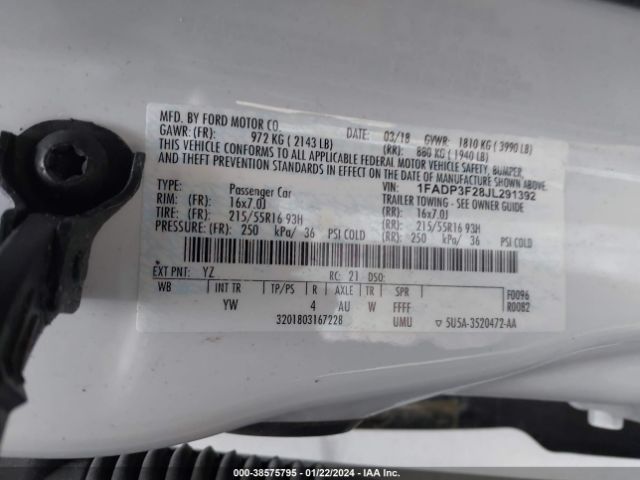 MFD. BY FORD MOTOR CO.
DATE: 03/18 GVWR: 1810 KG ( 3990 LB)
GAWR: (FR): 972 KG ( 2143 LB) (RR): 880 KG ( 1940 LB)
THIS VEHICLE CONFORMS TO ALL APPLICABLE FEDERAL MOTOR VEHICLE SAFETY, BUMPER,
AND THEFT PREVENTION STANDARDS IN EFFECT ON THE DATE OF MANUFACTURE SHOWN ABOVE.
VIN: 1FADP3F28JL291392
TYPE: Passenger Car TRAILER TOWING - SEE OWNER GUIDE
RIM: (FR): 16x7.0J (RR): 16x7.0J
TIRE: (FR): 215/55R16 93H (RR): 215/55R16 93H
PRESSURE: (FR): 250 kPa/ 36 PSI COLD (RR): 250 kPa/ 36 PSI COLD
EXT PNT: YZ RC: 21 DSO:
WB INT TR TP/PS R AXLE TR SPR F0096
YW 4 AU W FFFF R0082
3201803167228 UMU ▽ 5U5A-3520472-AA
000-38575795 - 01/22/2024 - IAA Inc.